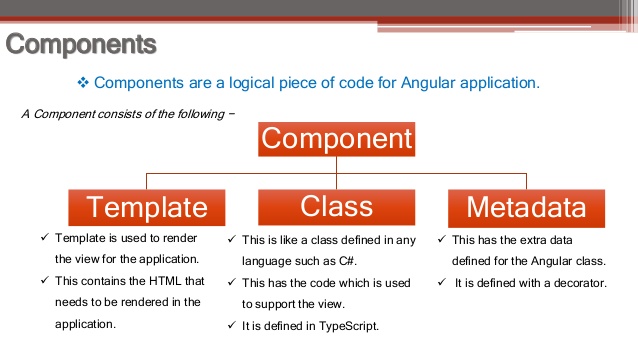 Components
❖ Components are a logical piece of code for Angular application.
A Component consists of the following −
Component
Template
✓ Template is used to render
the view for the application.
✓ This contains the HTML that
needs to be rendered in the
application.
Class
✓ This is like a class defined in any
language such as C#.
✓ This has the code which is used
to support the view.
✓ It is defined in TypeScript.
Metadata
✓ This has the extra data
defined for the Angular class.
✓ It is defined with a decorator.